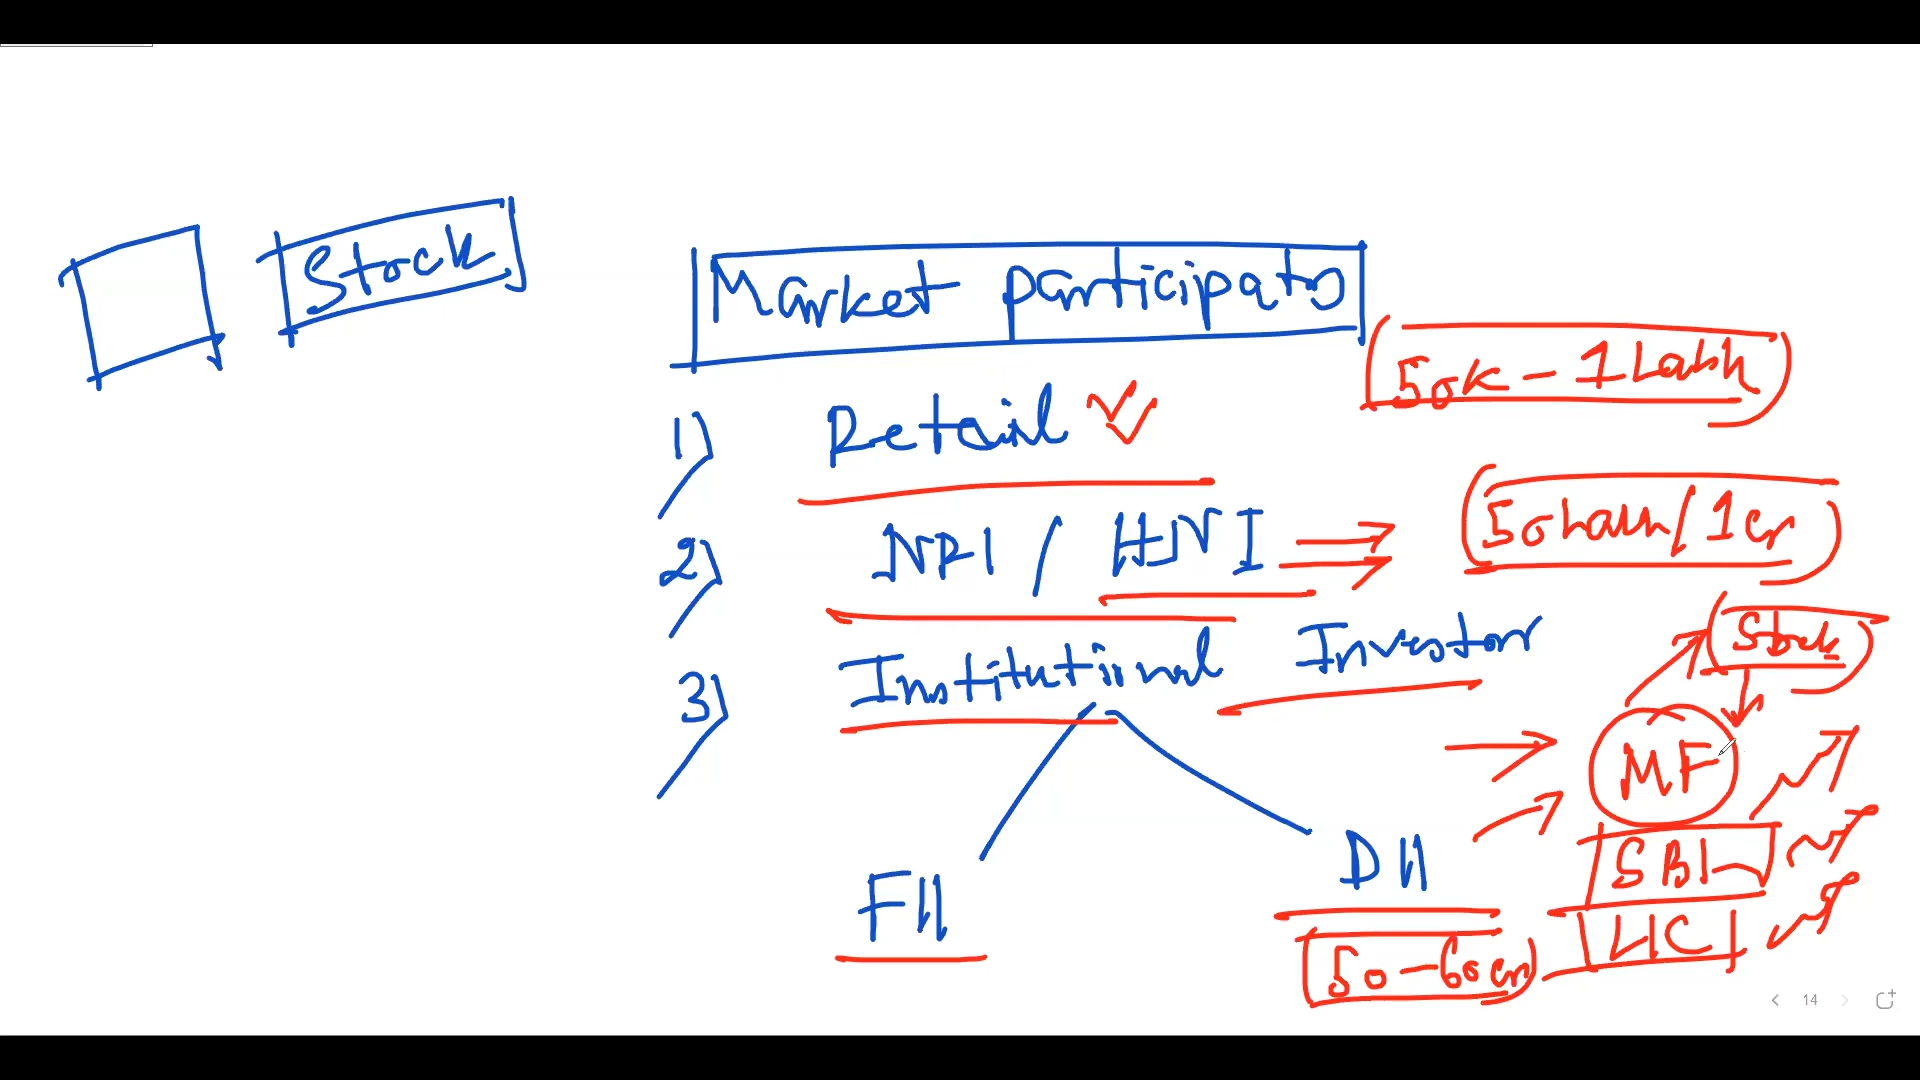 Stock
Market participats
50K - 1 Lakh
1) Retail
2) NRI / HNI
50 Lakh / 1 cr
3) Institutional Investor
Stock
MF
DII
SBI
FII
LIC
50 - 60 cr
14